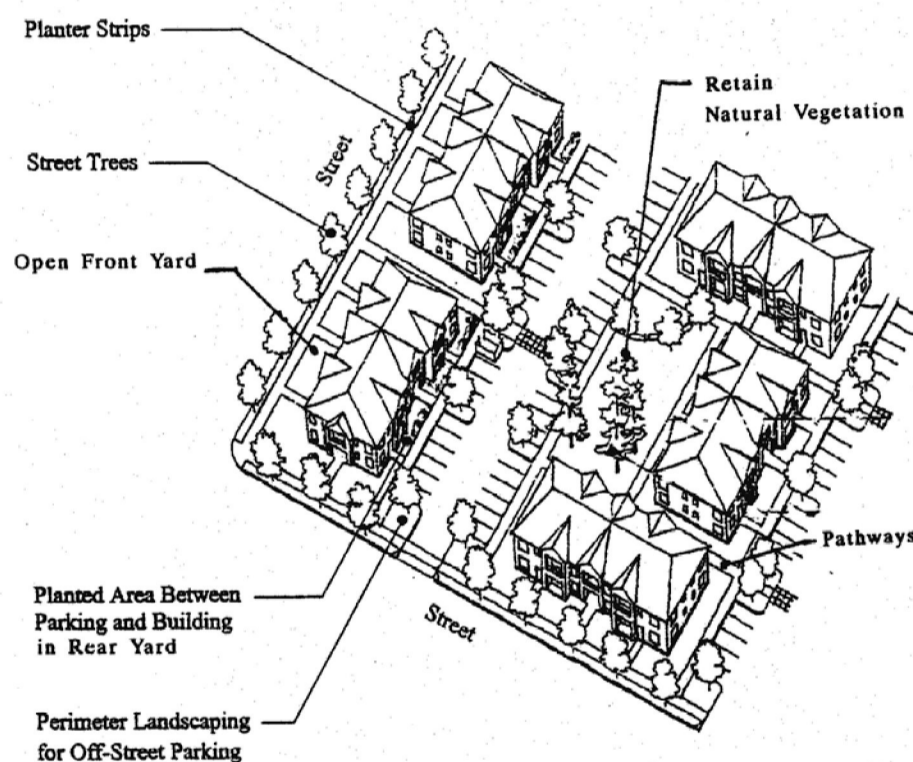 Planter Strips
Retain
Natural Vegetation
Street Trees
Street
Open Front Yard
Pathways
Planted Area Between
Parking and Building
in Rear Yard
Street
Perimeter Landscaping
for Off-Street Parking